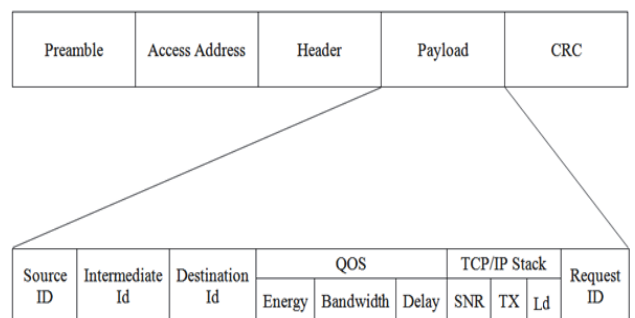 Preamble Access Address Header Payload CRC
Source ID Intermediate Id Destination Id QOS TCP/IP Stack Request ID
Energy Bandwidth Delay SNR TX Ld